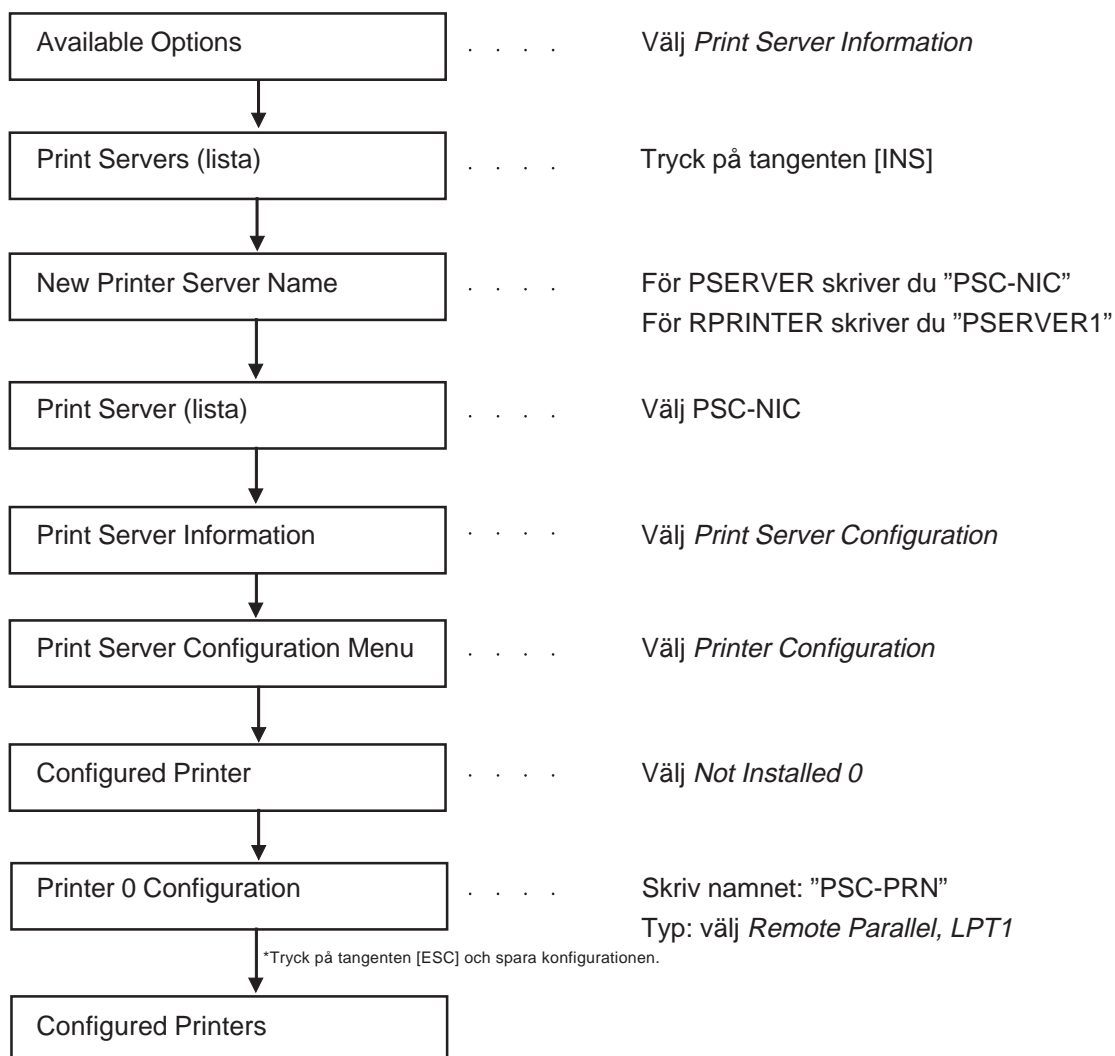 Available Options . . . . Välj Print Server Information
Print Servers (lista) . . . . Tryck på tangenten [INS]
New Printer Server Name . . . . För PSERVER skriver du ”PSC-NIC”
För RPRINTER skriver du ”PSERVER1”
Print Server (lista) . . . . Välj PSC-NIC
Print Server Information . . . . Välj Print Server Configuration
Print Server Configuration Menu . . . . Välj Printer Configuration
Configured Printer . . . . Välj Not Installed 0
Printer 0 Configuration . . . . Skriv namnet: ”PSC-PRN”
Typ: välj Remote Parallel, LPT1
*Tryck på tangenten [ESC] och spara konfigurationen.
Configured Printers